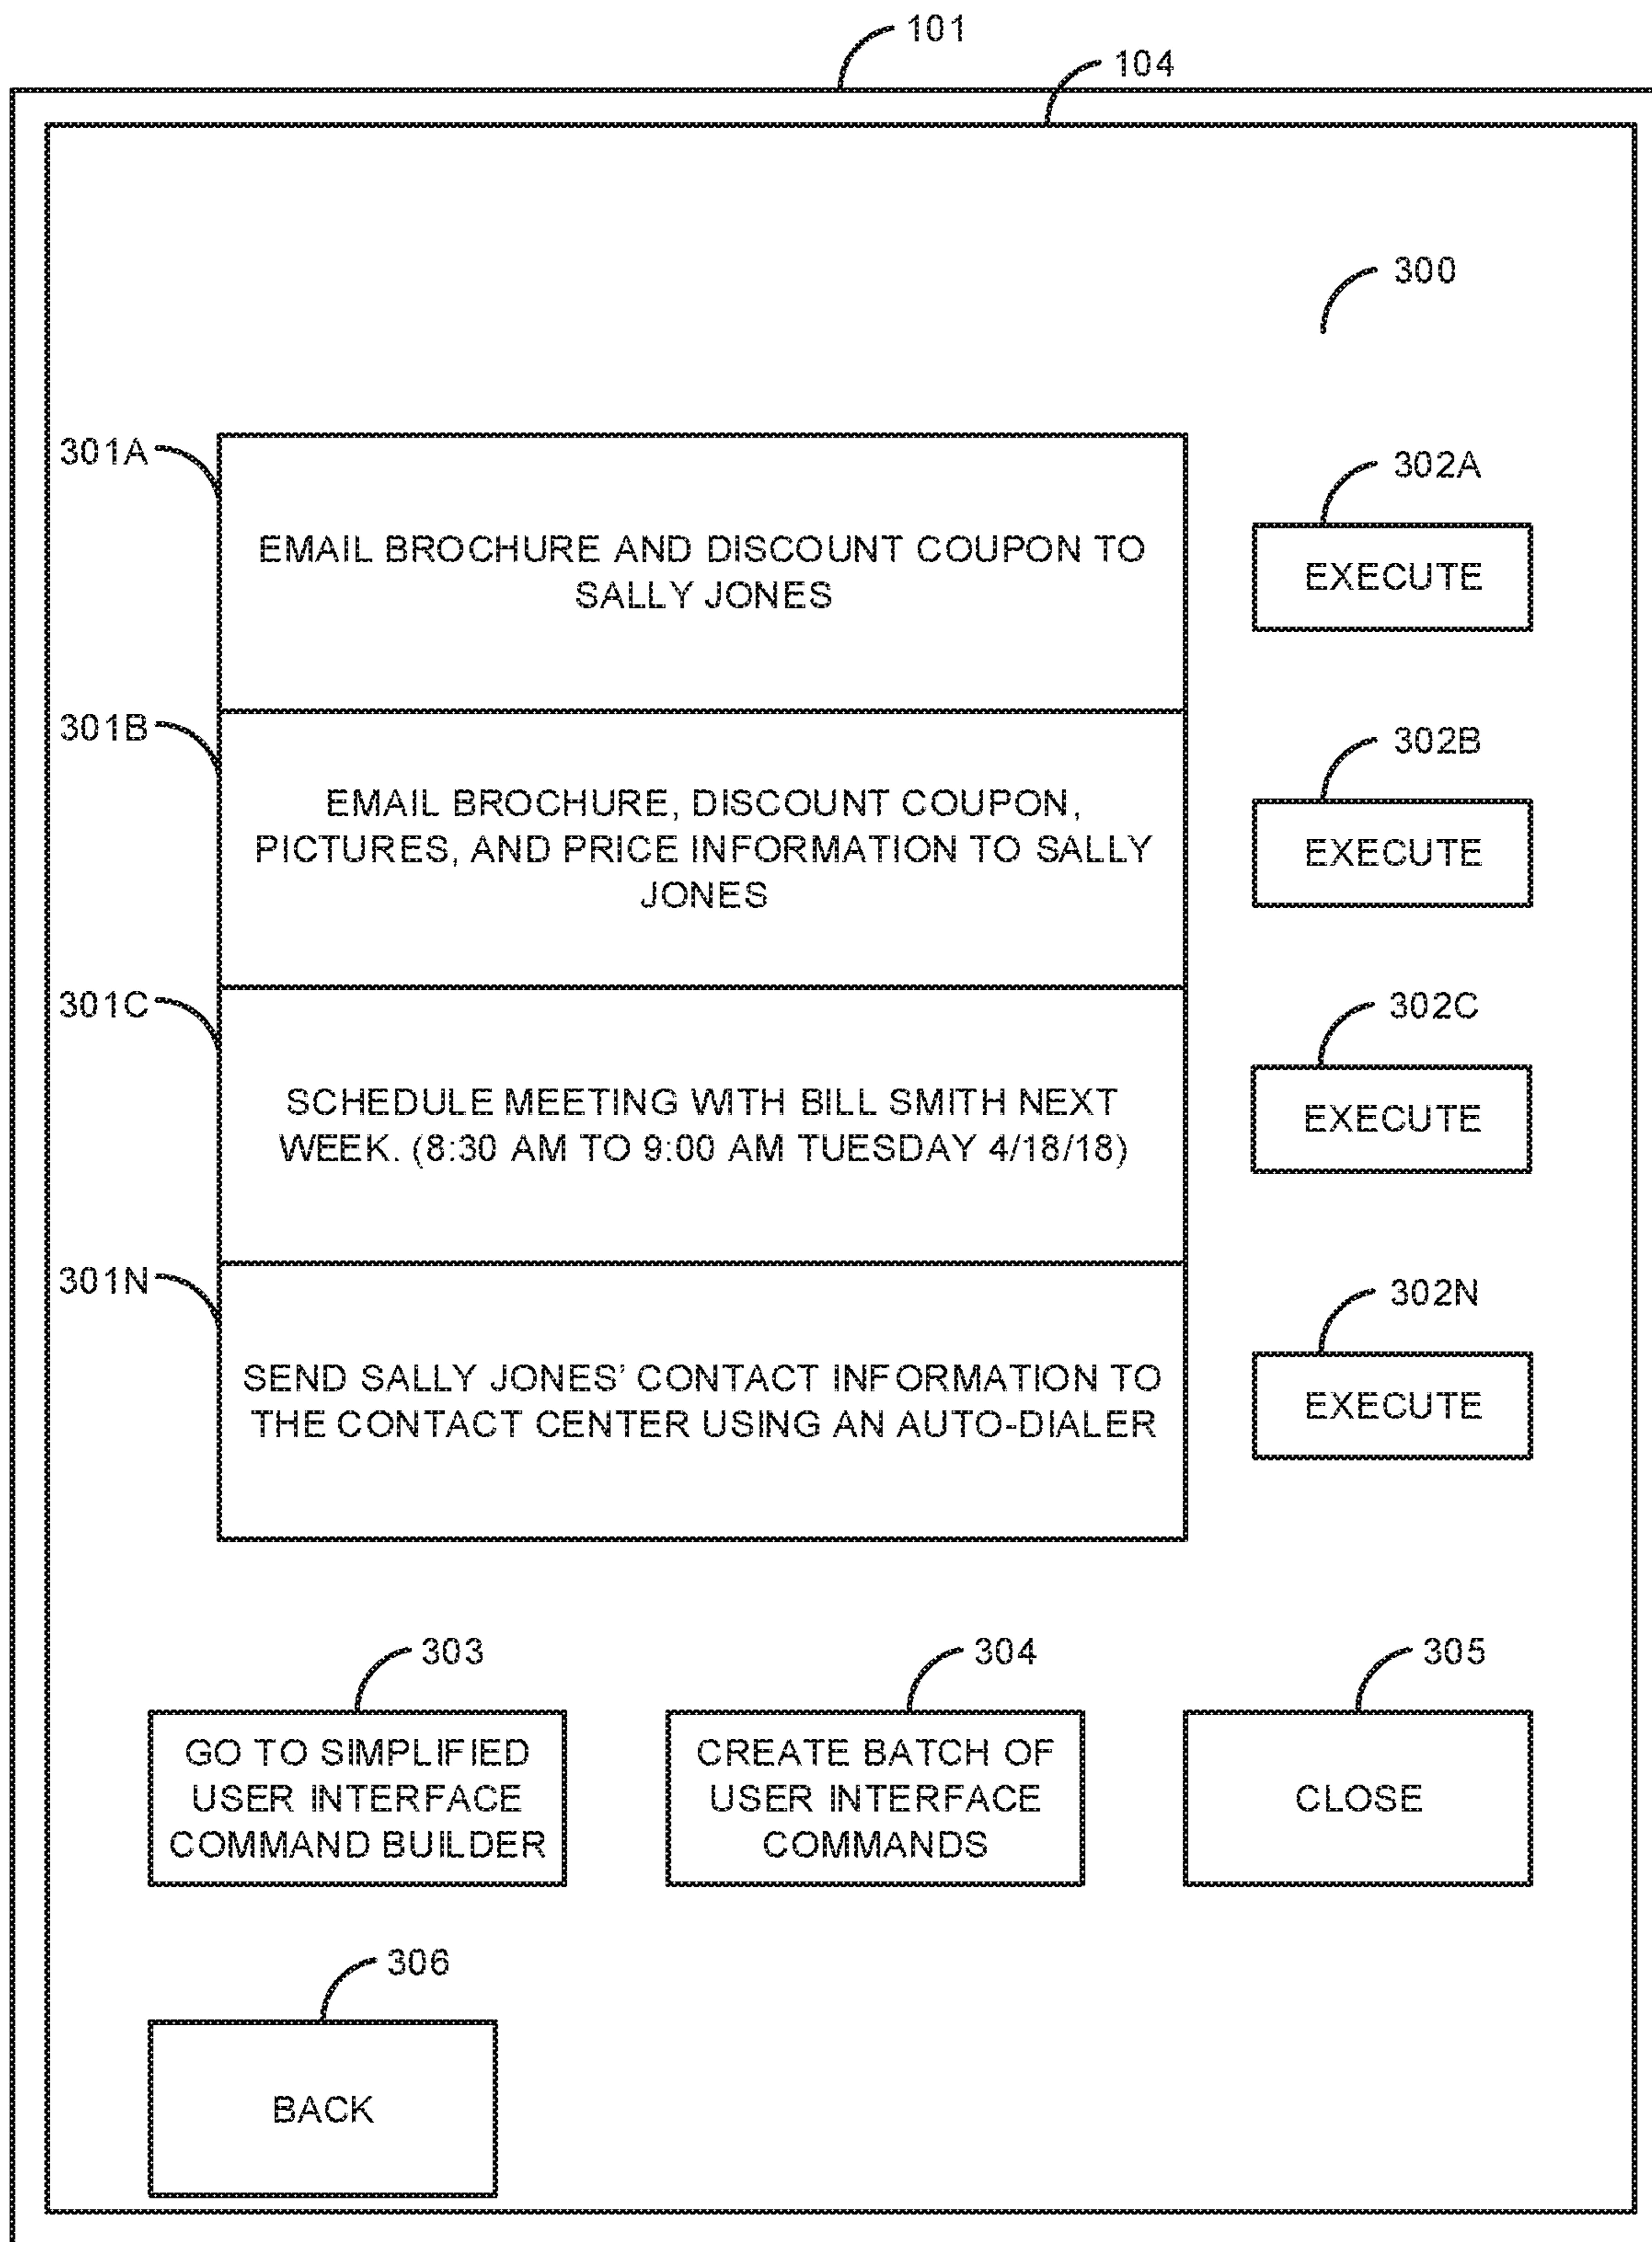 101
104
300
301A
302A
EMAIL BROCHURE AND DISCOUNT COUPON TO
SALLY JONES
EXECUTE
301B
302B
EMAIL BROCHURE, DISCOUNT COUPON,
PICTURES, AND PRICE INFORMATION TO SALLY
JONES
EXECUTE
301C
302C
SCHEDULE MEETING WITH BILL SMITH NEXT
WEEK. (8:30 AM TO 9:00 AM TUESDAY 4/18/18)
EXECUTE
301N
302N
SEND SALLY JONES’ CONTACT INFORMATION TO
THE CONTACT CENTER USING AN AUTO-DIALER
EXECUTE
303
GO TO SIMPLIFIED
USER INTERFACE
COMMAND BUILDER
304
CREATE BATCH OF
USER INTERFACE
COMMANDS
305
CLOSE
306
BACK